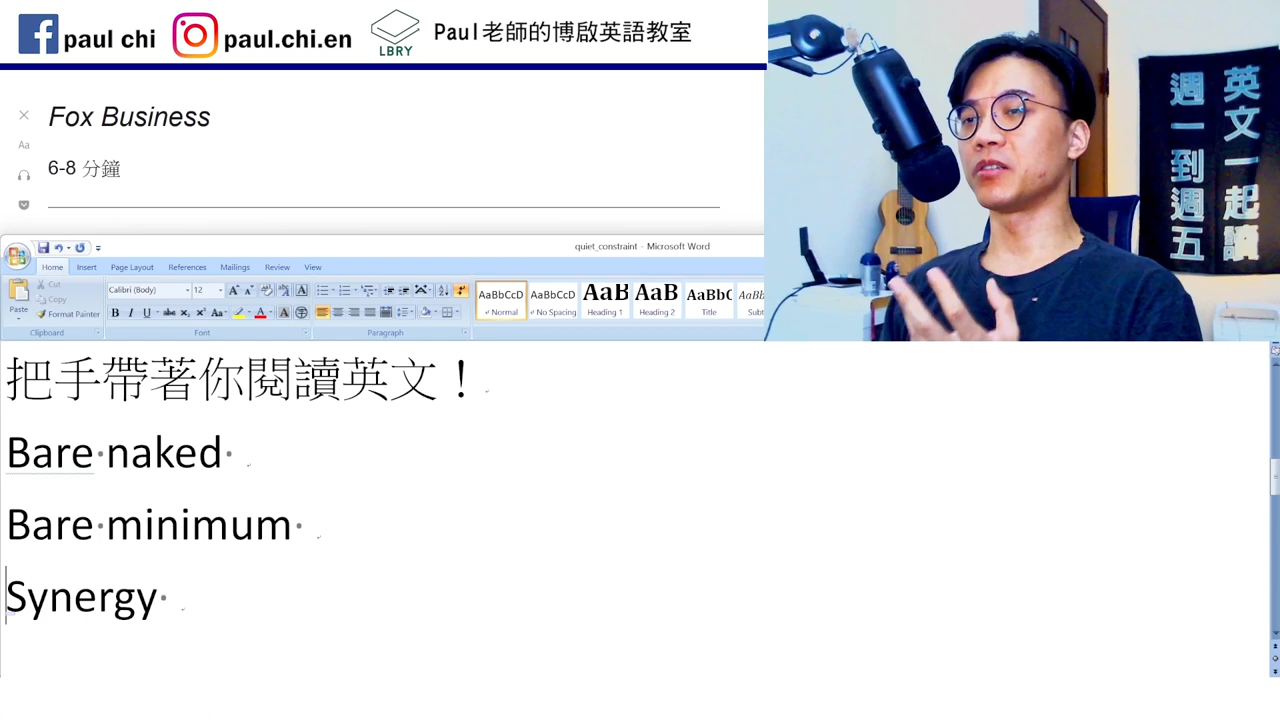 paul chi
paul.chi.en
LBRY
Paul老師的博啟英語教室
Fox Business
Aa
6-8 分鐘
quiet_constraint - Microsoft Word
Home Insert Page Layout References Mailings Review View
Paste
Cut
Copy
Format Painter
Clipboard
Calibri (Body) 12
Font
Paragraph
AaBbCcD AaBbCcD AaB AaB AaBbC
Normal No Spacing Heading 1 Heading 2 Title
英文一起讀
週一到週五
把手帶著你閱讀英文！
Bare naked
Bare minimum
Synergy